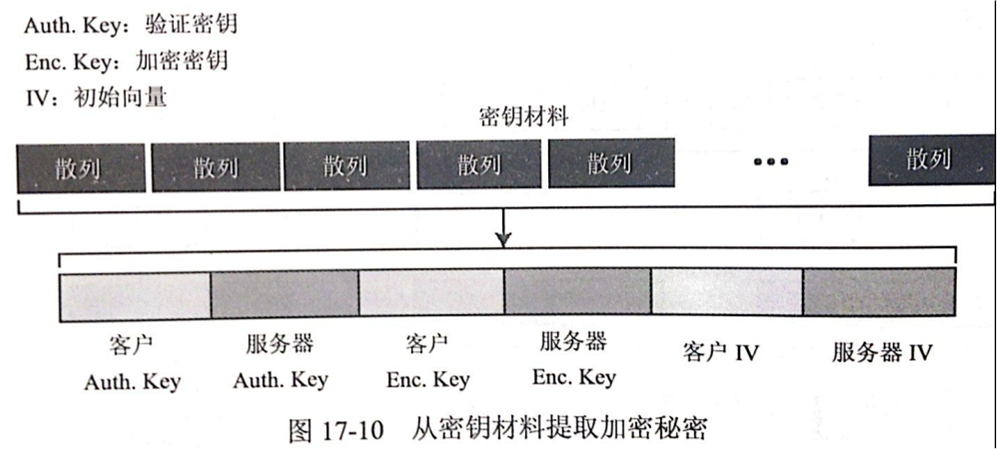 Auth. Key：验证密钥
Enc. Key：加密密钥
IV：初始向量
密钥材料
散列 散列 散列 散列 散列 ••• 散列
客户 服务器 客户 服务器 客户 IV 服务器 IV
Auth. Key Auth. Key Enc. Key Enc. Key
图 17-10 从密钥材料提取加密秘密